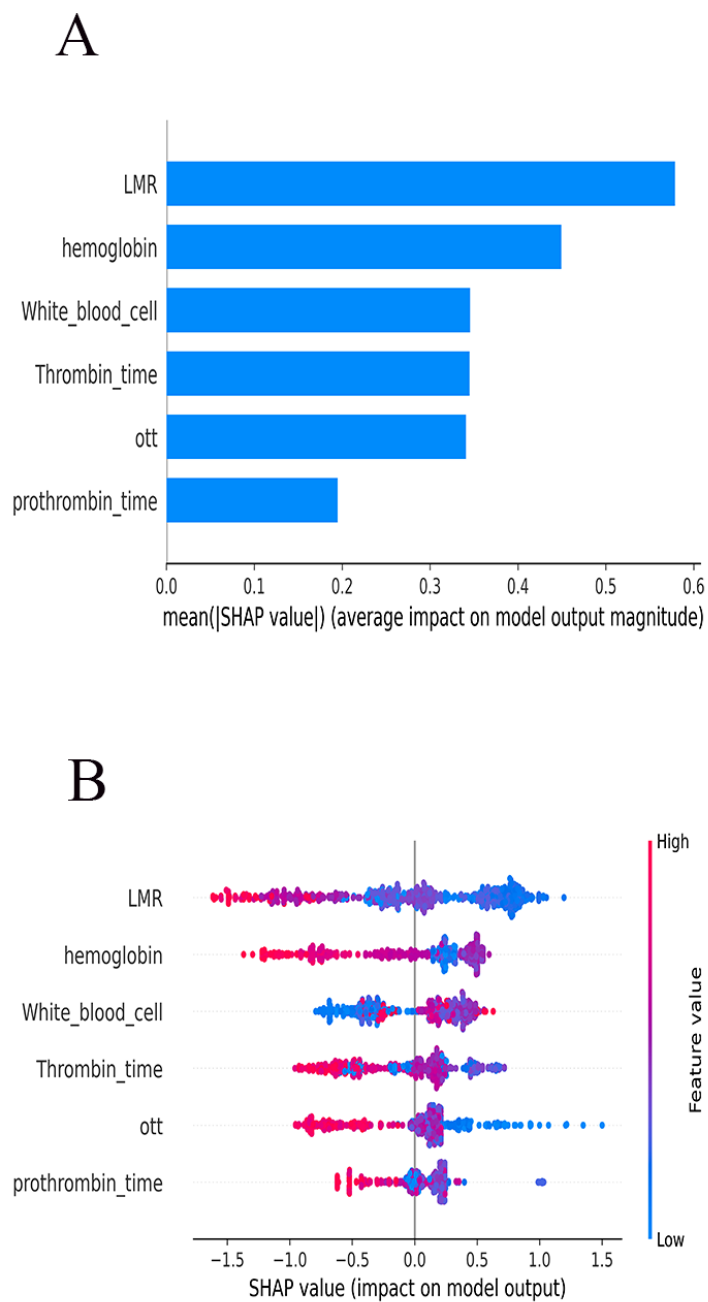 A
LMR
hemoglobin
White_blood_cell
Thrombin_time
ott
prothrombin_time
0.0 0.1 0.2 0.3 0.4 0.5 0.6
mean(|SHAP value|) (average impact on model output magnitude)
B
High
LMR
hemoglobin
White_blood_cell
Thrombin_time
ott
prothrombin_time
Feature value
Low
−1.5 −1.0 −0.5 0.0 0.5 1.0 1.5
SHAP value (impact on model output)